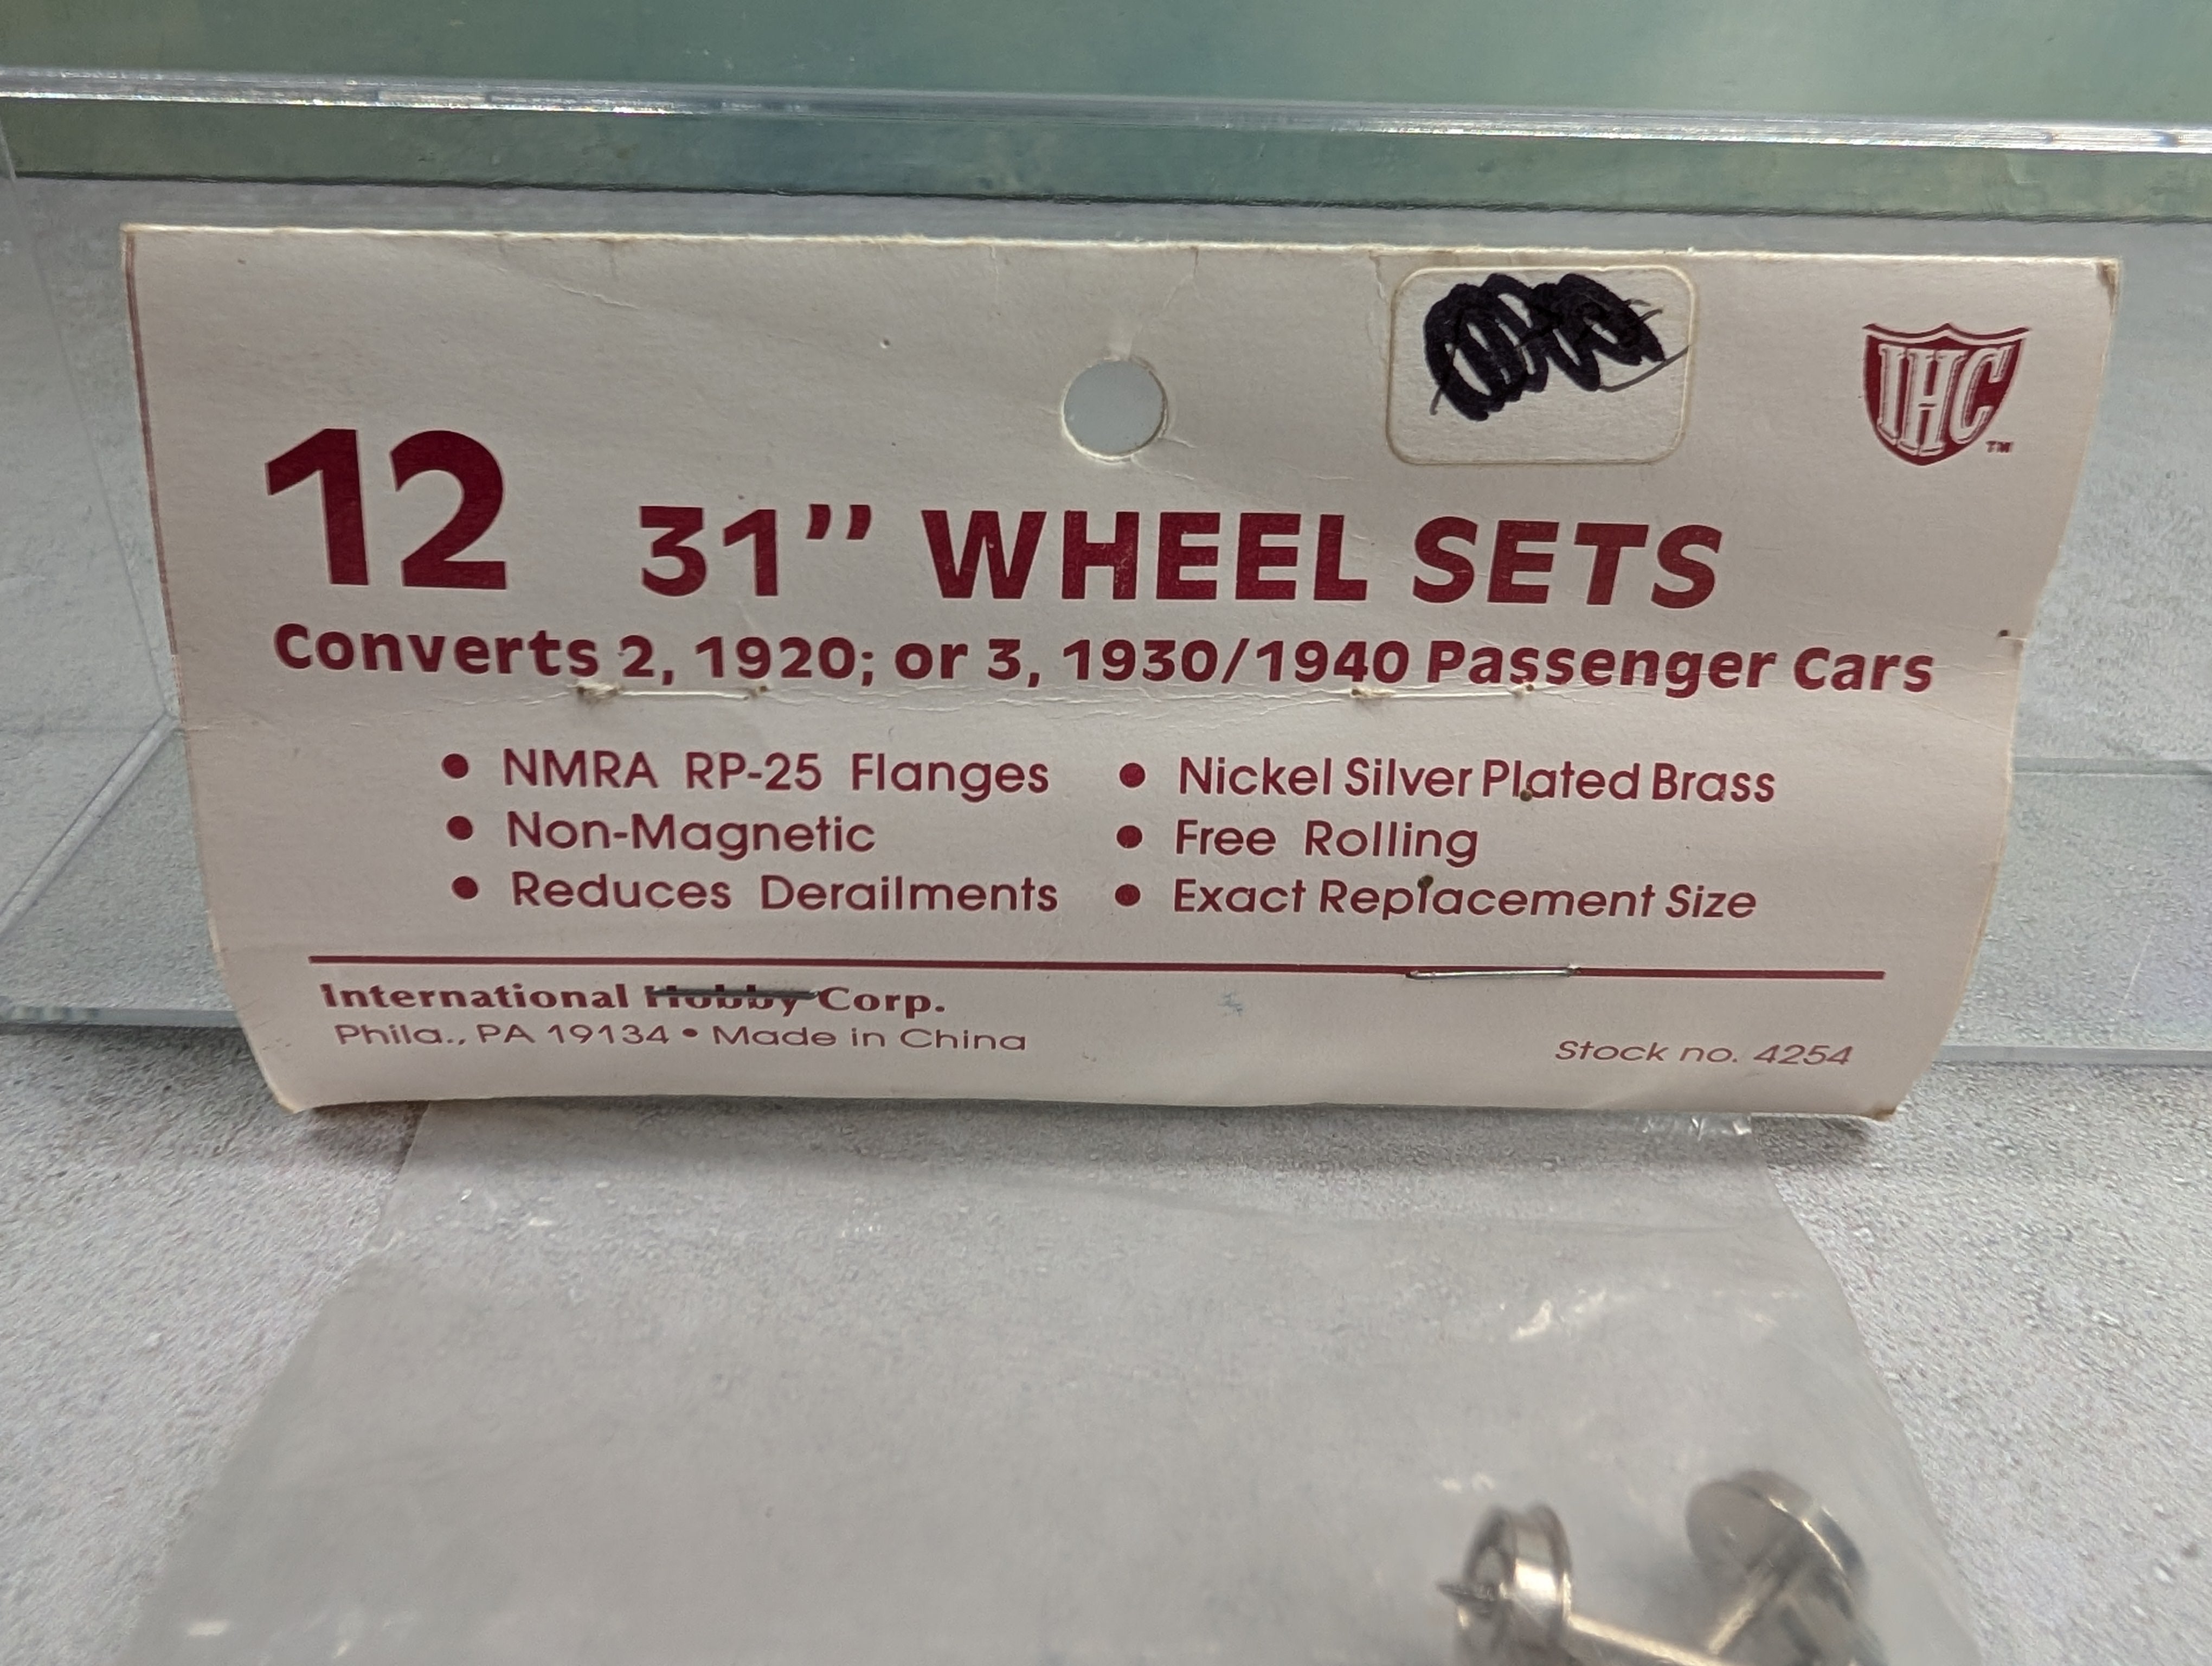 IHC™
12 31" WHEEL SETS
Converts 2, 1920; or 3, 1930/1940 Passenger Cars
• NMRA RP-25 Flanges
• Non-Magnetic
• Reduces Derailments
• Nickel Silver Plated Brass
• Free Rolling
• Exact Replacement Size
International Hobby Corp.
Phila., PA 19134 • Made in China
Stock no. 4254